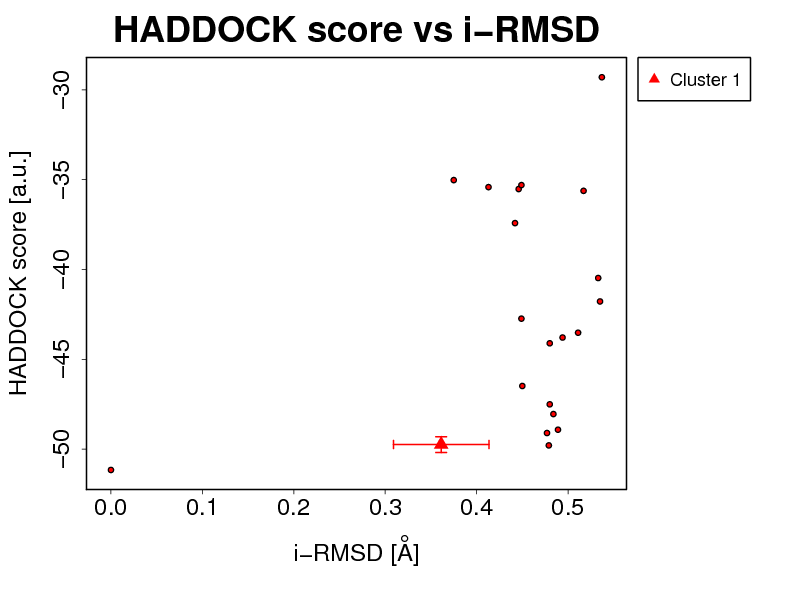 HADDOCK score vs i−RMSD
Cluster 1
HADDOCK score [a.u.]
−30
−35
−40
−45
−50
0.0 0.1 0.2 0.3 0.4 0.5
i−RMSD [Å]